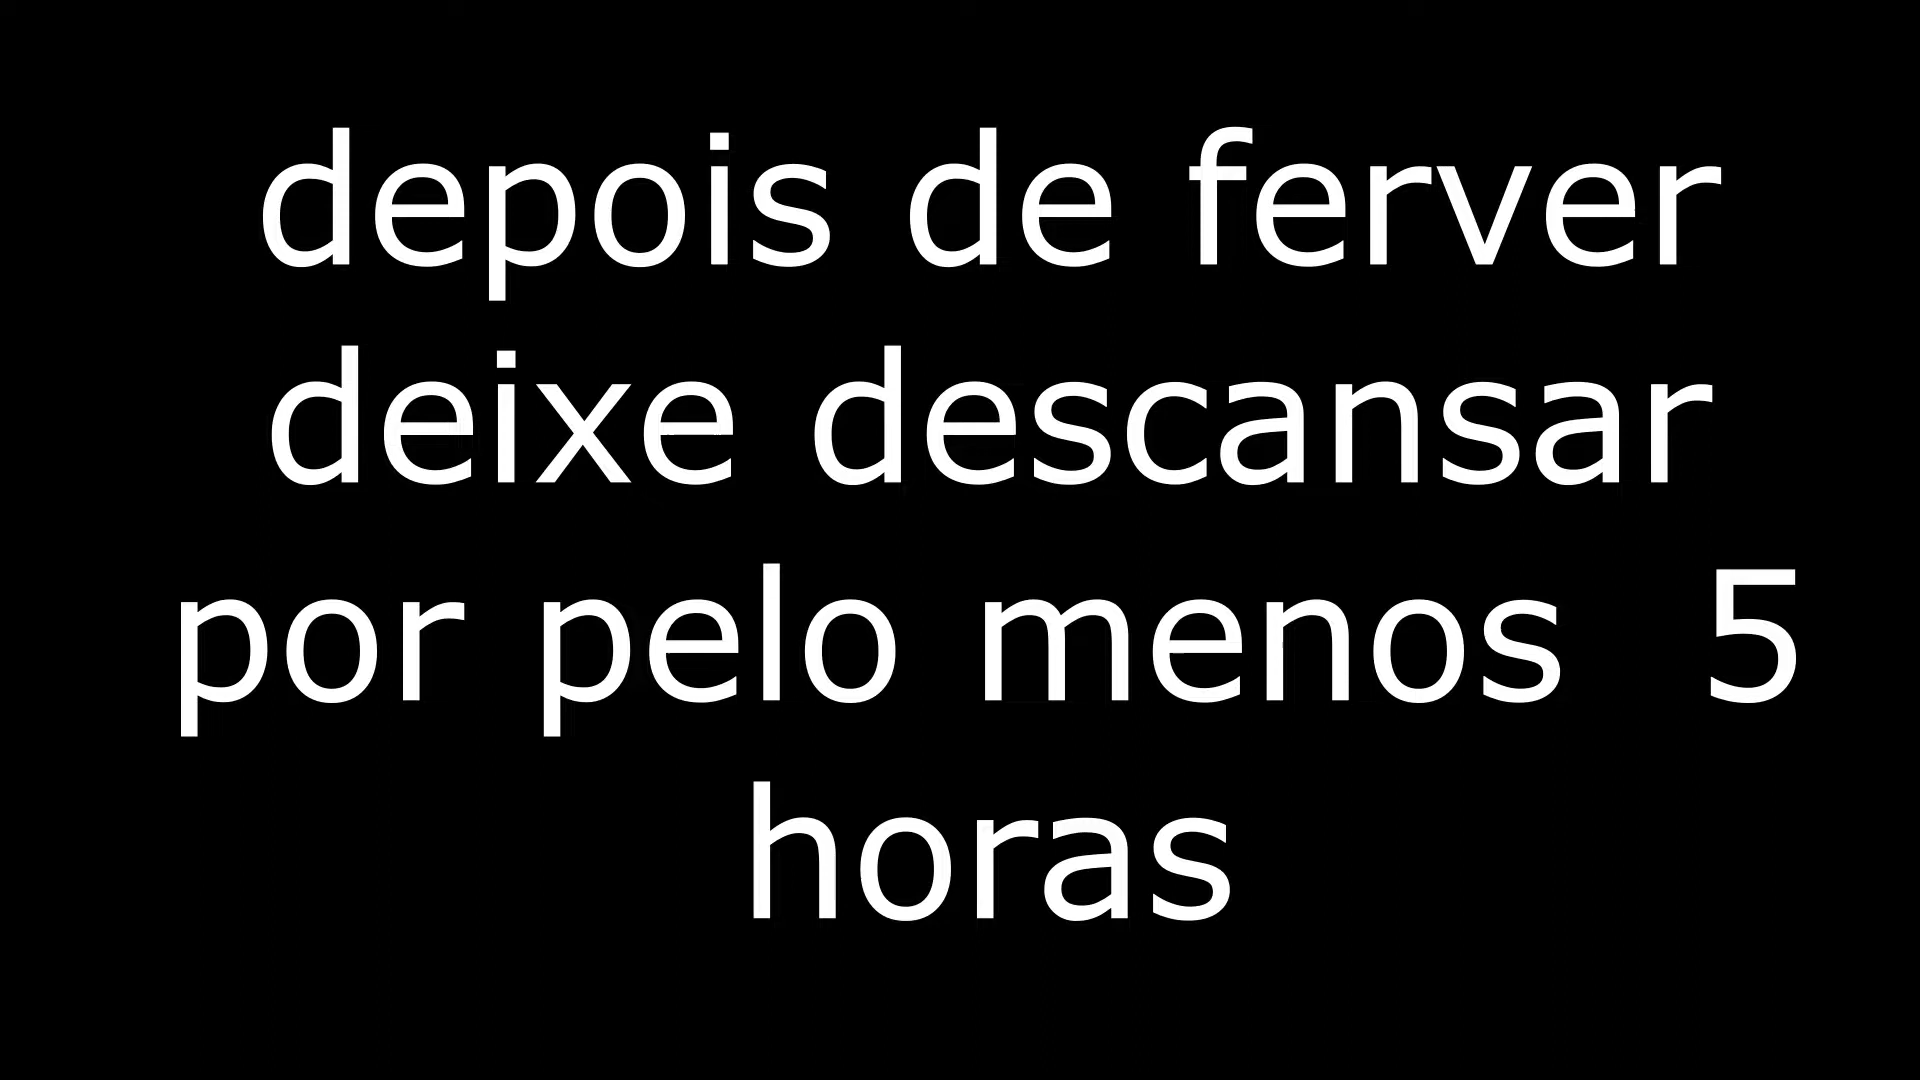 depois de ferver
deixe descansar
por pelo menos  5
horas